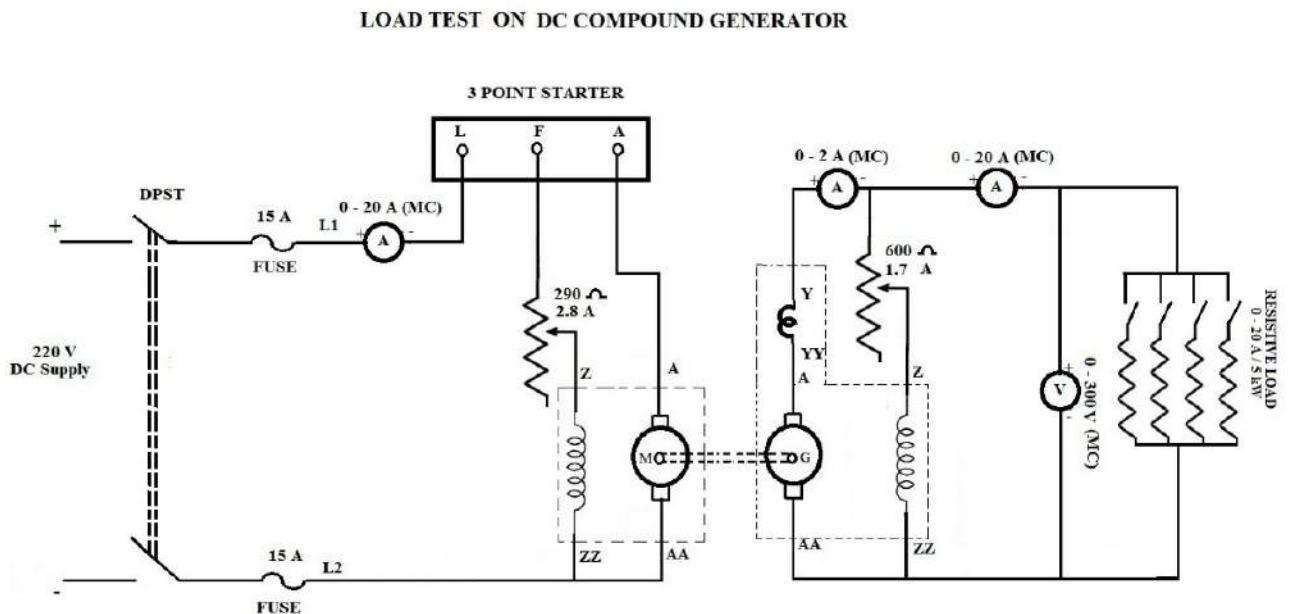 LOAD TEST ON DC COMPOUND GENERATOR
3 POINT STARTER
L F A
DPST
+
15 A
FUSE
L1
0 - 20 A (MC)
+ A -
220 V
DC Supply
-
15 A
FUSE
L2
290 Ω
2.8 A
Z
ZZ
A
M
AA
0 - 2 A (MC)
+ A -
0 - 20 A (MC)
+ A -
600 Ω
1.7 A
Y
YY
A
G
AA
Z
ZZ
+
V
-
0 - 300 V (MC)
RESISTIVE LOAD
0 - 20 A / 5 kW